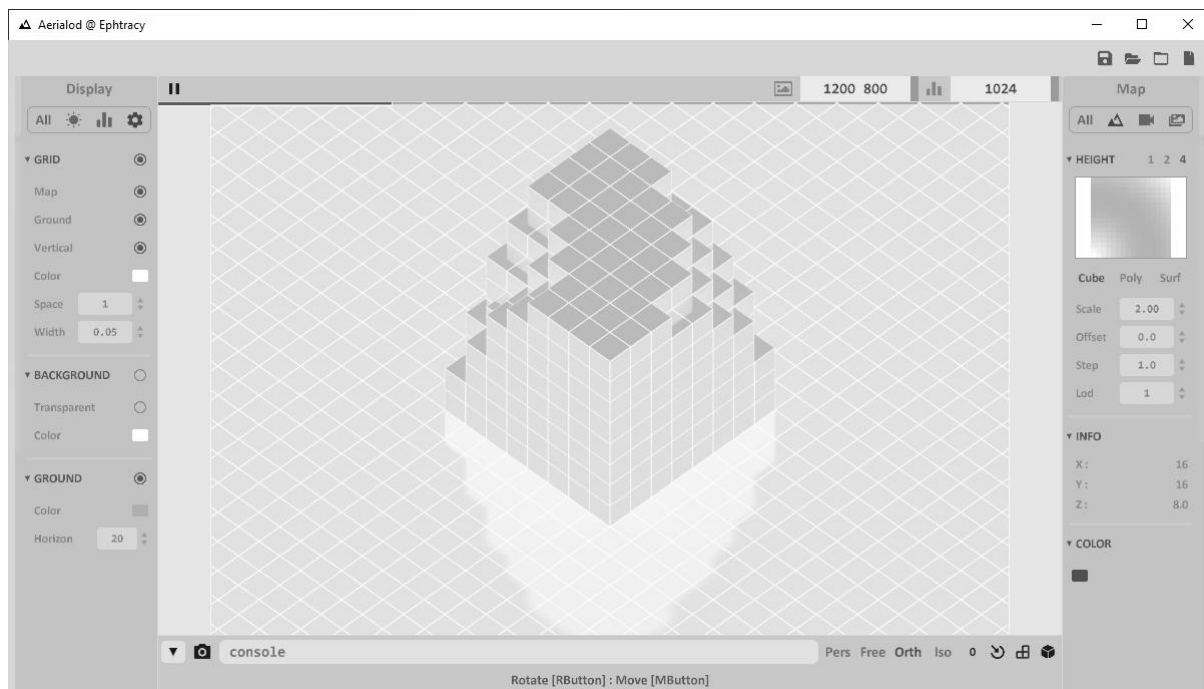 Aerialod @ Ephtracy
Display
1200 800
1024
Map
All
All
GRID
Map
Ground
Vertical
Color
Space 1
Width 0.05
BACKGROUND
Transparent
Color
GROUND
Color
Horizon 20
HEIGHT 1 2 4
Cube Poly Surf
Scale 2.00
Offset 0.0
Step 1.0
Lod 1
INFO
X : 16
Y : 16
Z : 8.0
COLOR
console
Pers Free Orth Iso 0
Rotate [RButton] : Move [MButton]